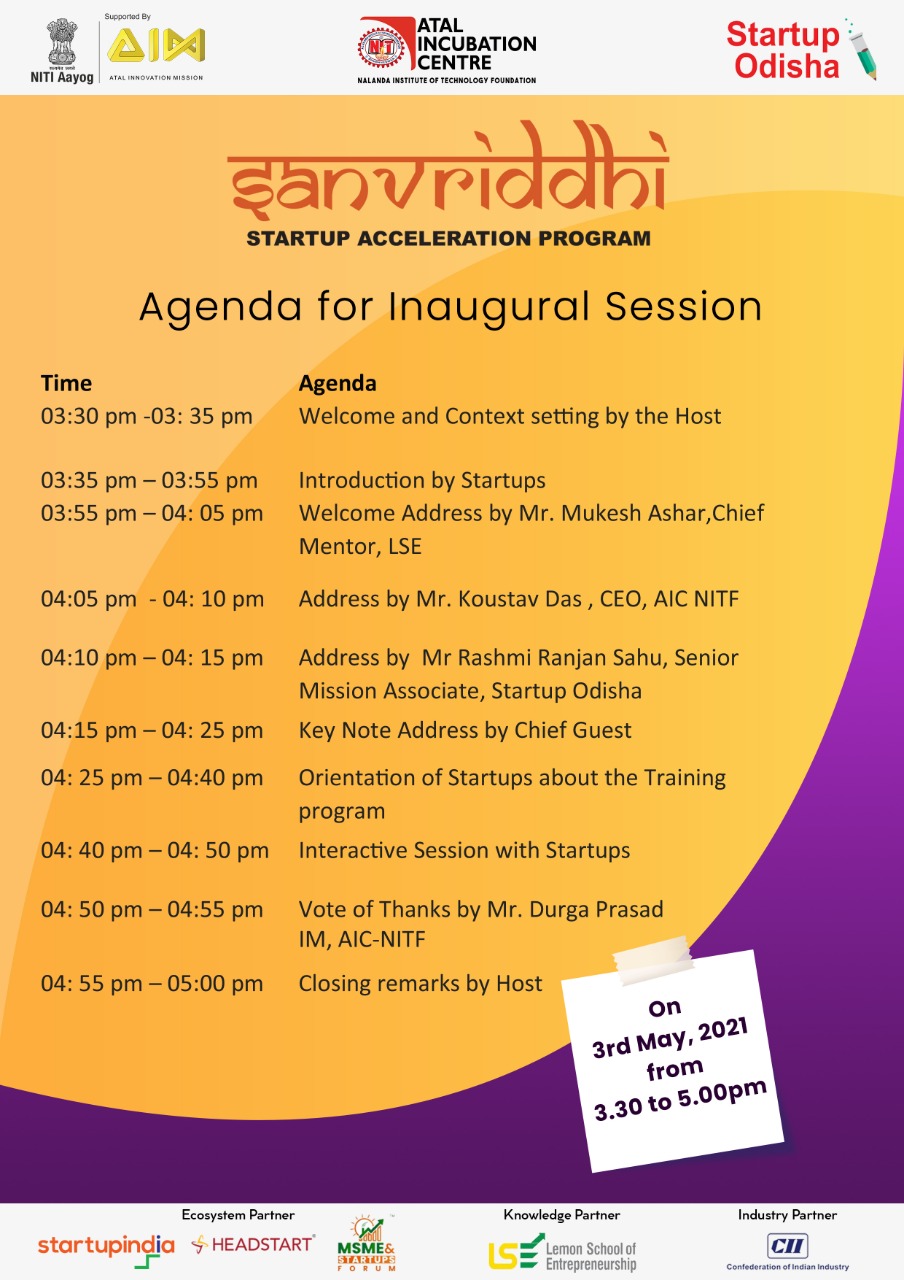 Supported By
NITI Aayog
AIM
ATAL INNOVATION MISSION
NIT
ATAL
INCUBATION
CENTRE
NALANDA INSTITUTE OF TECHNOLOGY FOUNDATION
Startup
Odisha
sanvriddhi
STARTUP ACCELERATION PROGRAM
Agenda for Inaugural Session
Time Agenda
03:30 pm -03: 35 pm Welcome and Context setting by the Host
03:35 pm – 03:55 pm Introduction by Startups
03:55 pm – 04: 05 pm Welcome Address by Mr. Mukesh Ashar,Chief
Mentor, LSE
04:05 pm - 04: 10 pm Address by Mr. Koustav Das , CEO, AIC NITF
04:10 pm – 04: 15 pm Address by Mr Rashmi Ranjan Sahu, Senior
Mission Associate, Startup Odisha
04:15 pm – 04: 25 pm Key Note Address by Chief Guest
04: 25 pm – 04:40 pm Orientation of Startups about the Training
program
04: 40 pm – 04: 50 pm Interactive Session with Startups
04: 50 pm – 04:55 pm Vote of Thanks by Mr. Durga Prasad
IM, AIC-NITF
04: 55 pm – 05:00 pm Closing remarks by Host
On
3rd May, 2021
from
3.30 to 5.00pm
Ecosystem Partner
startupindia
HEADSTART
MSME&
STARTUPS
FORUM
Knowledge Partner
LSE Lemon School of
Entrepreneurship
Industry Partner
CII
Confederation of Indian Industry